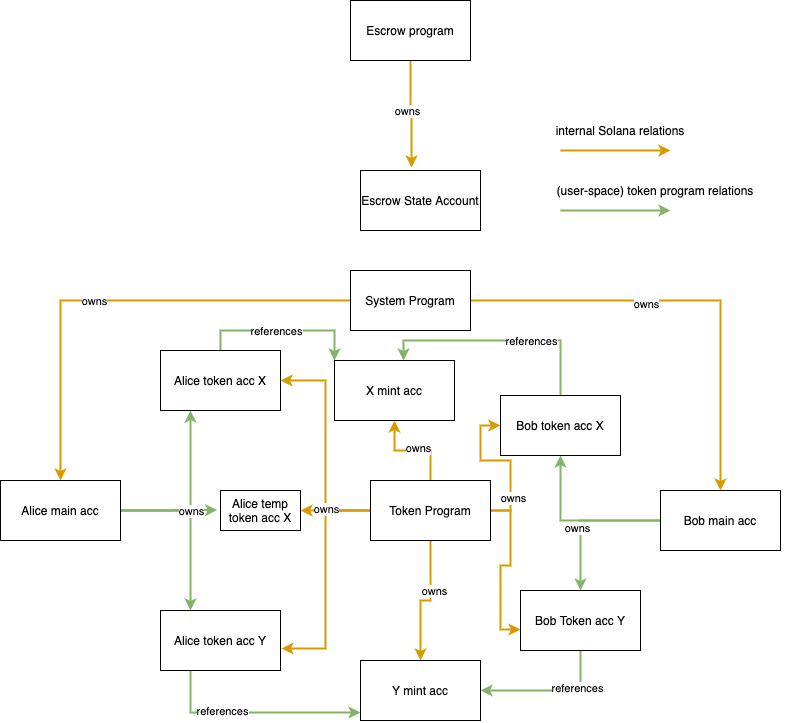 Escrow program
owns
internal Solana relations
Escrow State Account
(user-space) token program relations
System Program
owns
owns
references
references
Alice token acc X
X mint acc
Bob token acc X
owns
Alice main acc
owns
Alice temp
token acc X
owns
Token Program
owns
Bob main acc
owns
owns
Alice token acc Y
Bob Token acc Y
Y mint acc
references
references